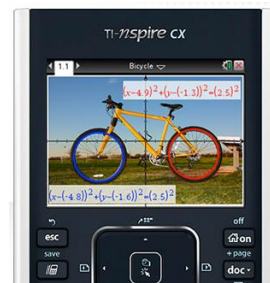 TI-nspire CX
1.1
Bicycle
(x-4.9)²+(y-(-1.3))²=(2.5)²
(x-(-4.8))²+(y-(-1.6))²=(2.5)²
off
esc
on
save
+ page
doc